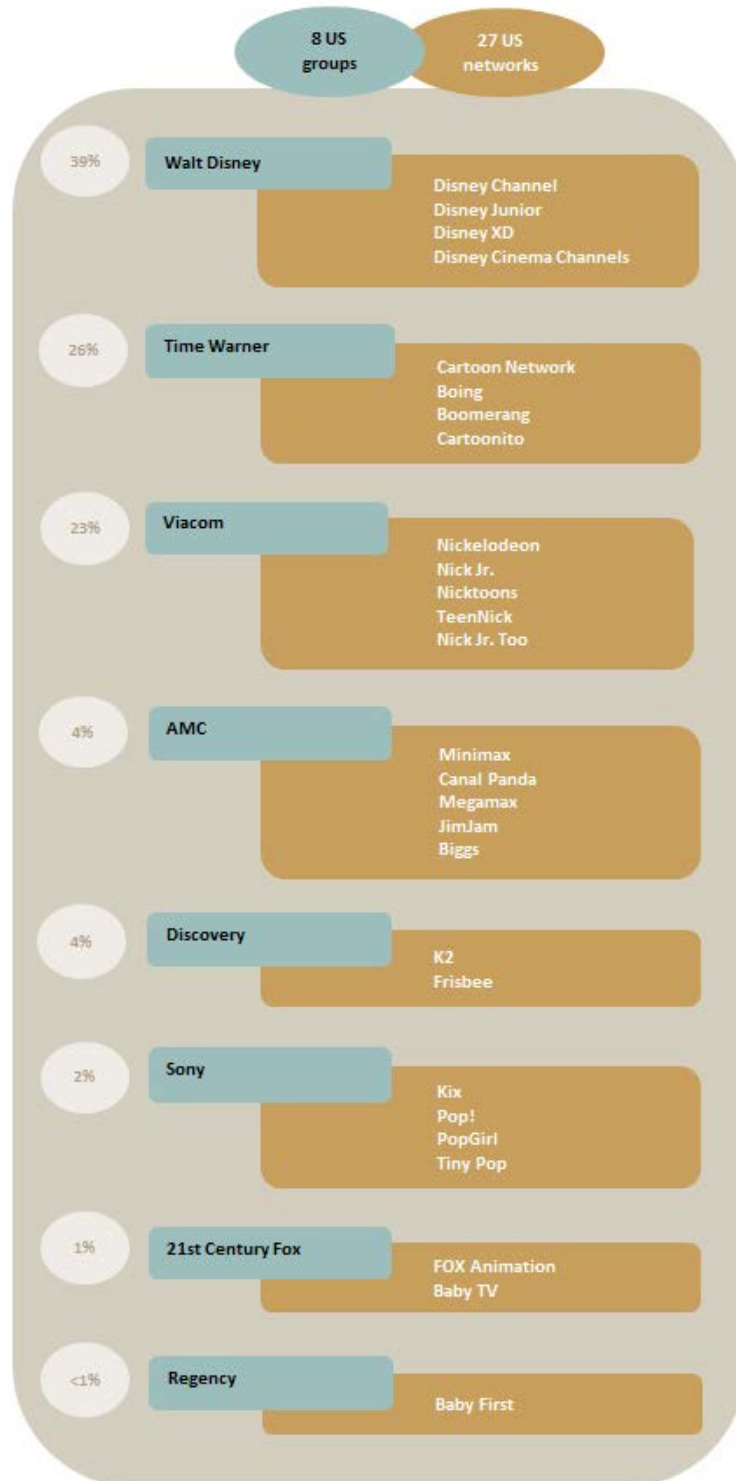 8 US
groups
27 US
networks
39%
Walt Disney
Disney Channel
Disney Junior
Disney XD
Disney Cinema Channels
26%
Time Warner
Cartoon Network
Boing
Boomerang
Cartoonito
23%
Viacom
Nickelodeon
Nick Jr.
Nicktoons
TeenNick
Nick Jr. Too
4%
AMC
Minimax
Canal Panda
Megamax
JimJam
Biggs
4%
Discovery
K2
Frisbee
2%
Sony
Kix
Pop!
PopGirl
Tiny Pop
1%
21st Century Fox
FOX Animation
Baby TV
<1%
Regency
Baby First